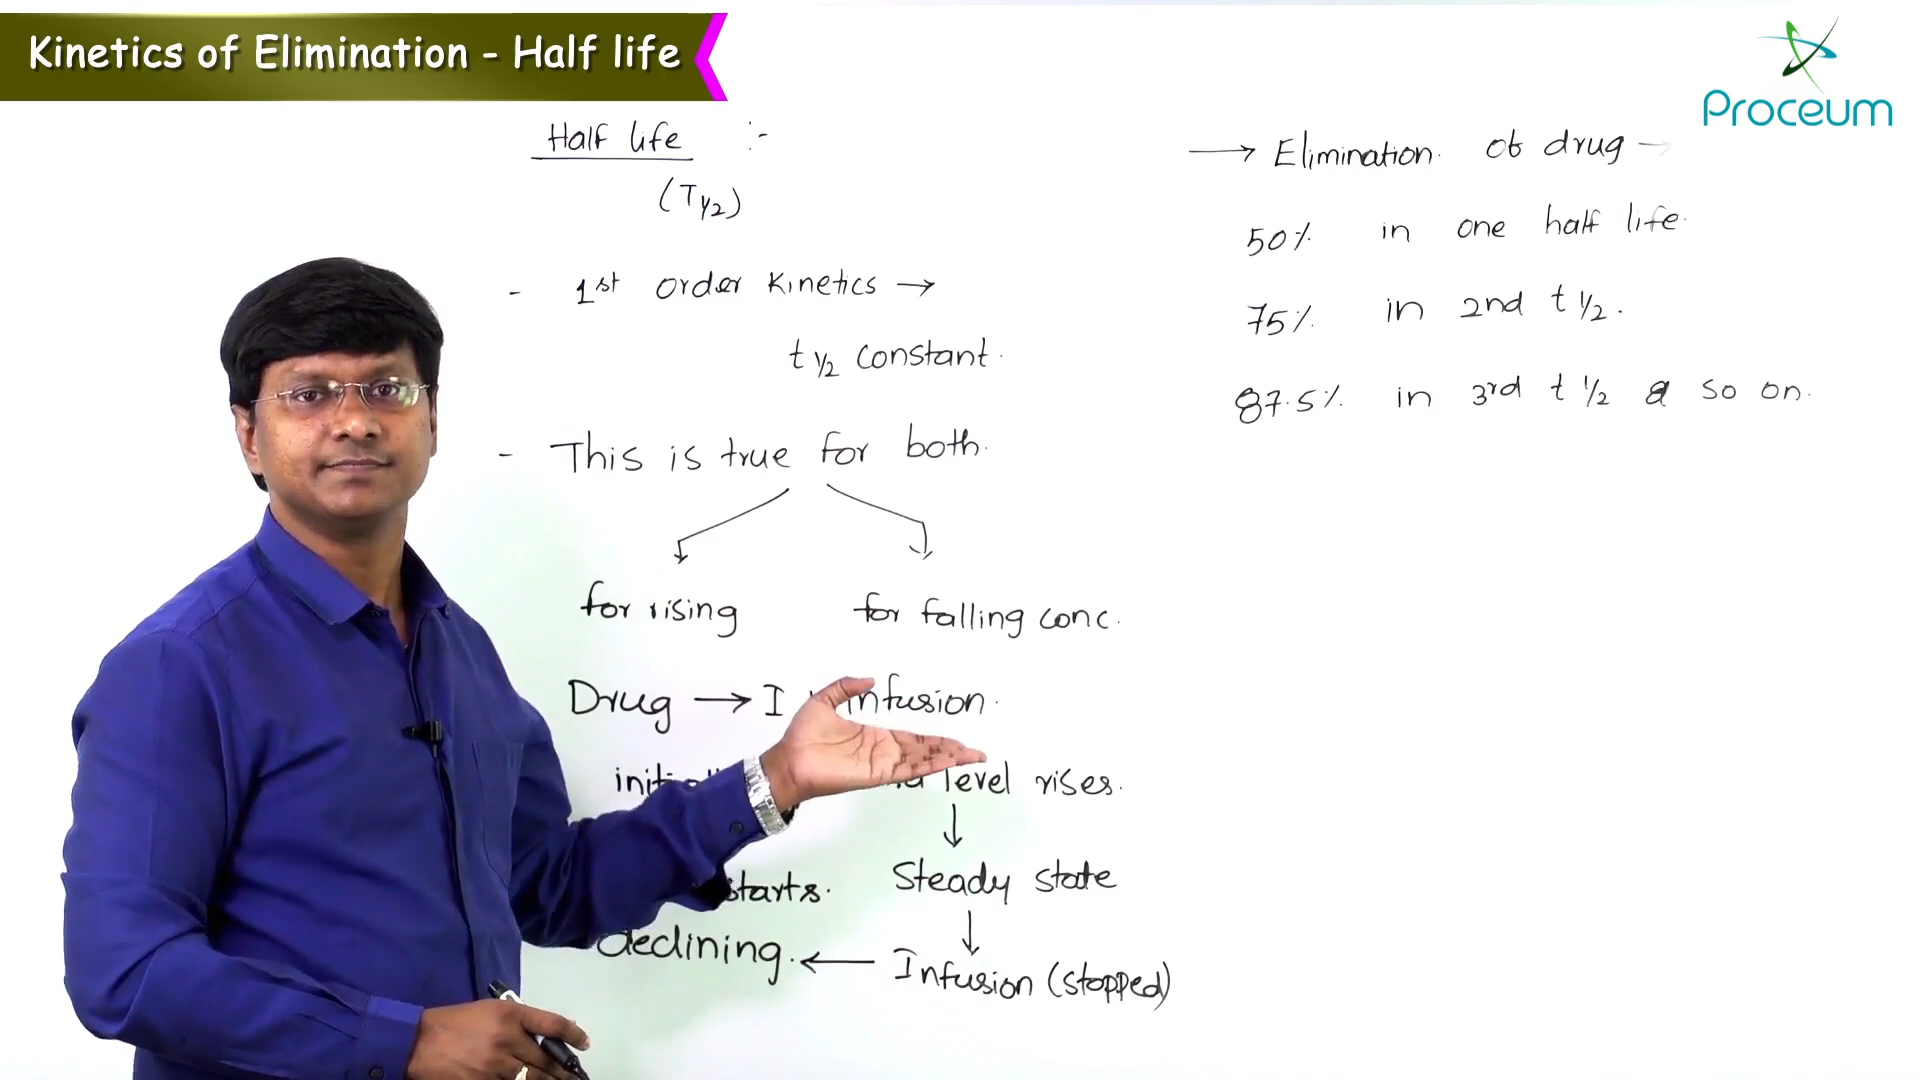 Kinetics of Elimination - Half life
Proceum
Half life :-
(T½)
- 1st order Kinetics →
t½ constant.
- This is true for both.
for rising
for falling conc.
Drug → I infusion.
level rises.
↓
Steady state
↓
Infusion (stopped)
← declining.
starts.
→ Elimination of drug →
50% in one half life.
75% in 2nd t½.
87.5% in 3rd t½ & so on.